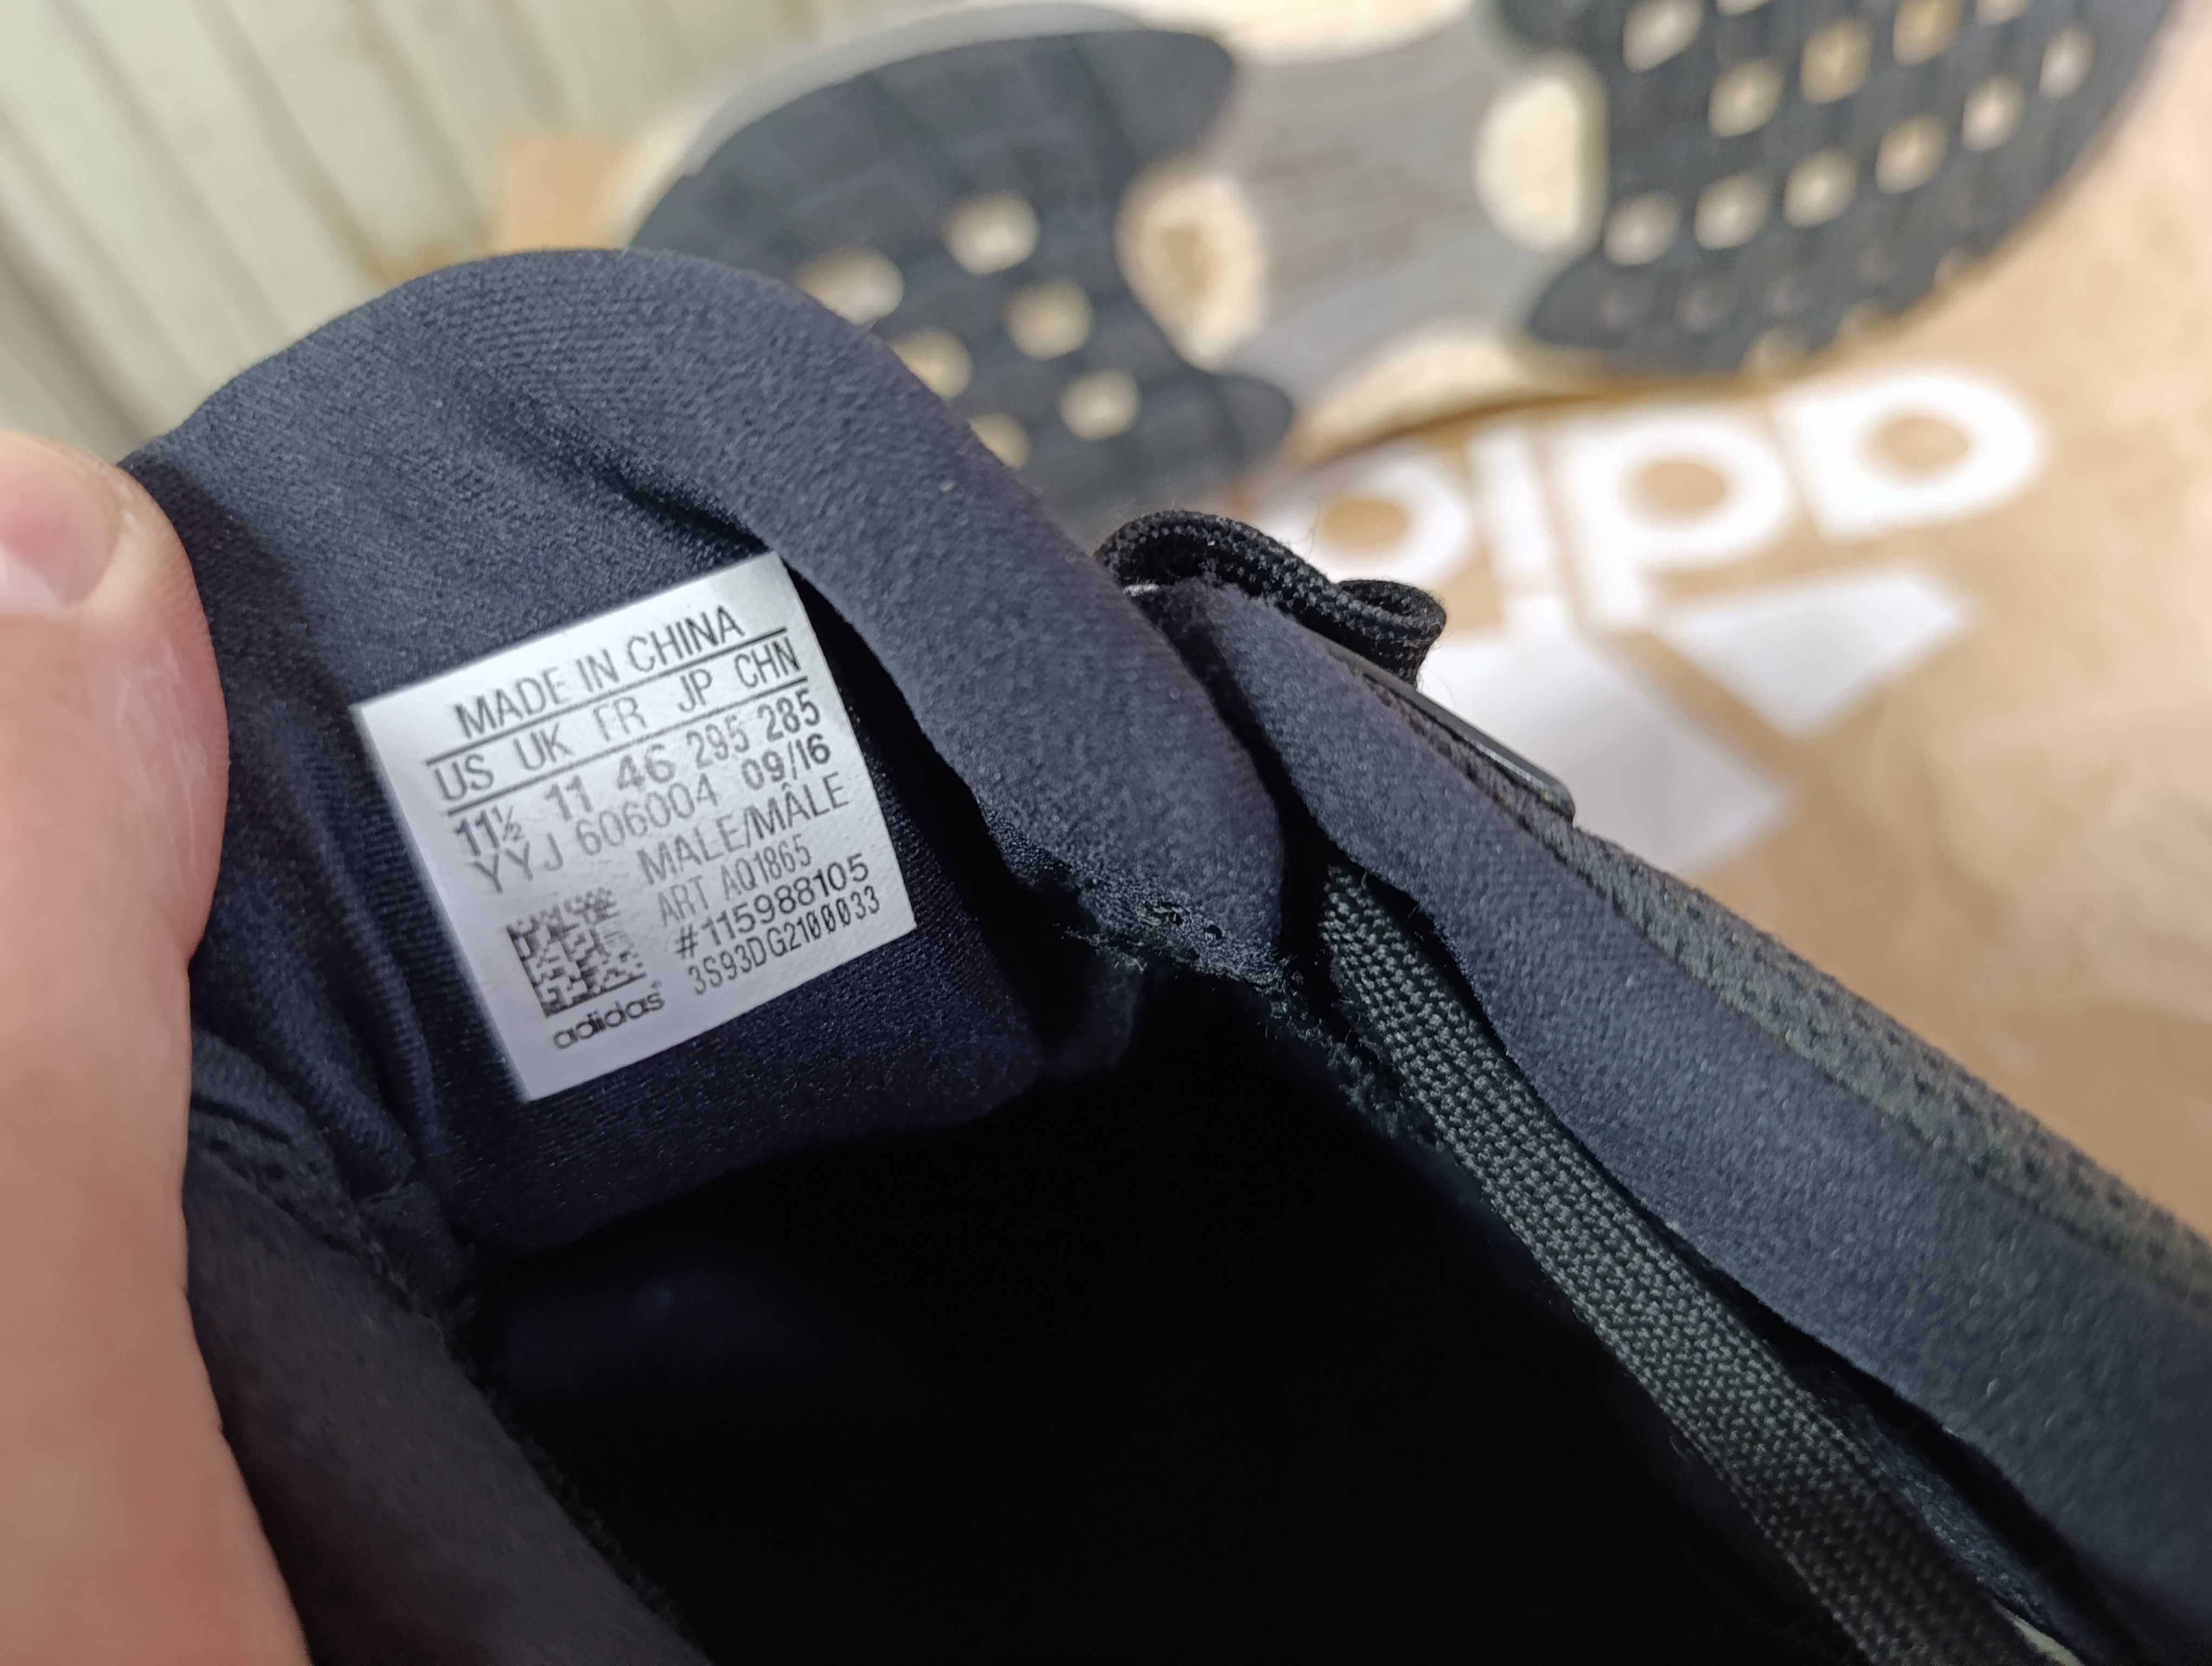 MADE IN CHINA
US UK FR JP CHN
11½ 11 46 295 285
YYJ 606004 09/16
MALE/MÂLE
ART AQ1865
#115988105
3S93DG2100033
adidas
adid